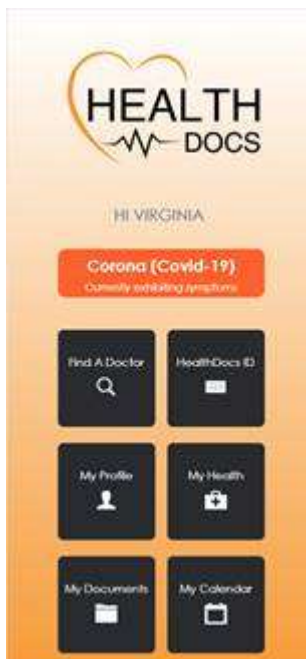 HEALTH
DOCS
HI VIRGINIA
Corona (Covid-19)
Currently exhibiting symptoms
Find A Doctor
HealthDocs ID
My Profile
My Health
My Documents
My Calendar